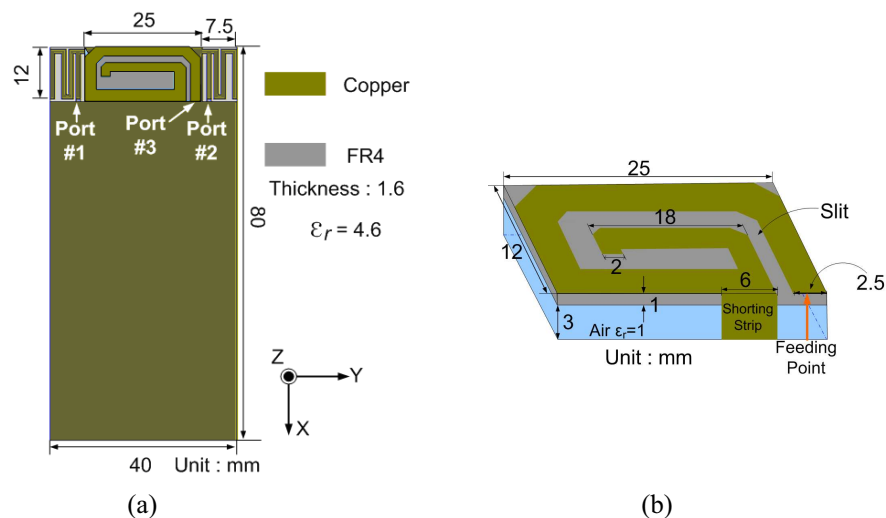 25
7.5
12
Port
#1
Port
#3
Port
#2
Copper
FR4
Thickness : 1.6
εr = 4.6
80
Z
Y
X
40
Unit : mm
(a)
25
18
Slit
12
2
6
2.5
1
3
Shorting
Strip
Air εr=1
Unit : mm
Feeding
Point
(b)